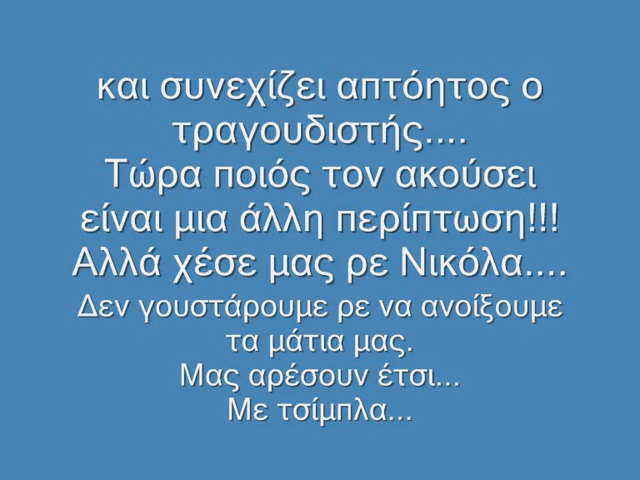 και συνεχίζει απτόητος ο
τραγουδιστής....
Τώρα ποιός τον ακούσει
είναι μια άλλη περίπτωση!!!
Αλλά χέσε μας ρε Νικόλα....
Δεν γουστάρουμε ρε να ανοίξουμε
τα μάτια μας.
Μας αρέσουν έτσι...
Με τσίμπλα...